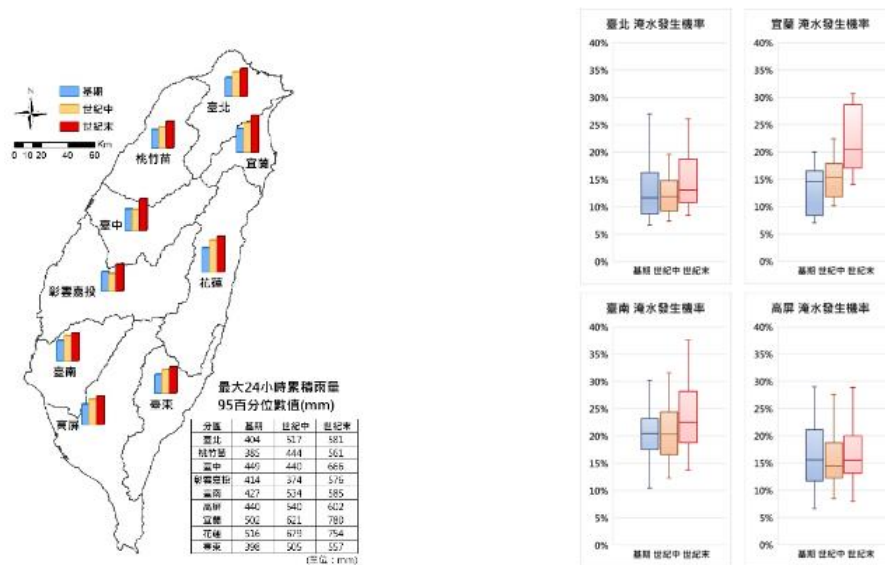 N
基期
世紀中
世紀末
0 10 20 40 60 Km
臺北
桃竹苗
宜蘭
臺中
花蓮
彰雲嘉投
臺南
臺東
高屏
最大24小時累積雨量
95百分位數值(mm)
分區 基期 世紀中 世紀末
臺北 404 517 581
桃竹苗 385 444 561
臺中 449 440 666
彰雲嘉投 414 374 576
臺南 427 534 585
高屏 440 540 602
宜蘭 502 621 788
花蓮 516 679 754
臺東 398 505 557
(單位：mm)
臺北 淹水發生機率
40%
35%
30%
25%
20%
15%
10%
5%
0%
基期 世紀中 世紀末
宜蘭 淹水發生機率
40%
35%
30%
25%
20%
15%
10%
5%
0%
基期 世紀中 世紀末
臺南 淹水發生機率
40%
35%
30%
25%
20%
15%
10%
5%
0%
基期 世紀中 世紀末
高屏 淹水發生機率
40%
35%
30%
25%
20%
15%
10%
5%
0%
基期 世紀中 世紀末